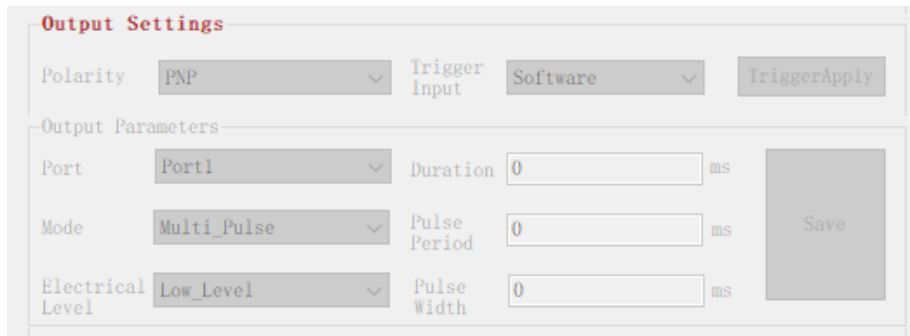 Output Settings
Polarity PNP Trigger Input Software TriggerApply
Output Parameters
Port Port1 Duration 0 ms
Mode Multi_Pulse Pulse Period 0 ms Save
Electrical Level Low_Level Pulse Width 0 ms